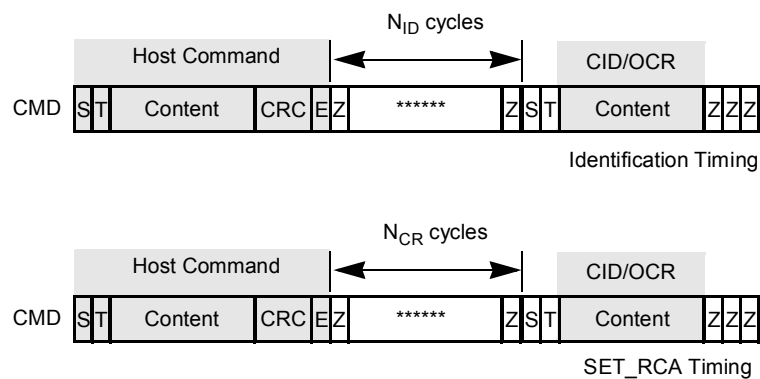 N_ID cycles
Host Command CID/OCR
CMD S T Content CRC E Z ****** Z S T Content Z Z Z
Identification Timing
N_CR cycles
Host Command CID/OCR
CMD S T Content CRC E Z ****** Z S T Content Z Z Z
SET_RCA Timing